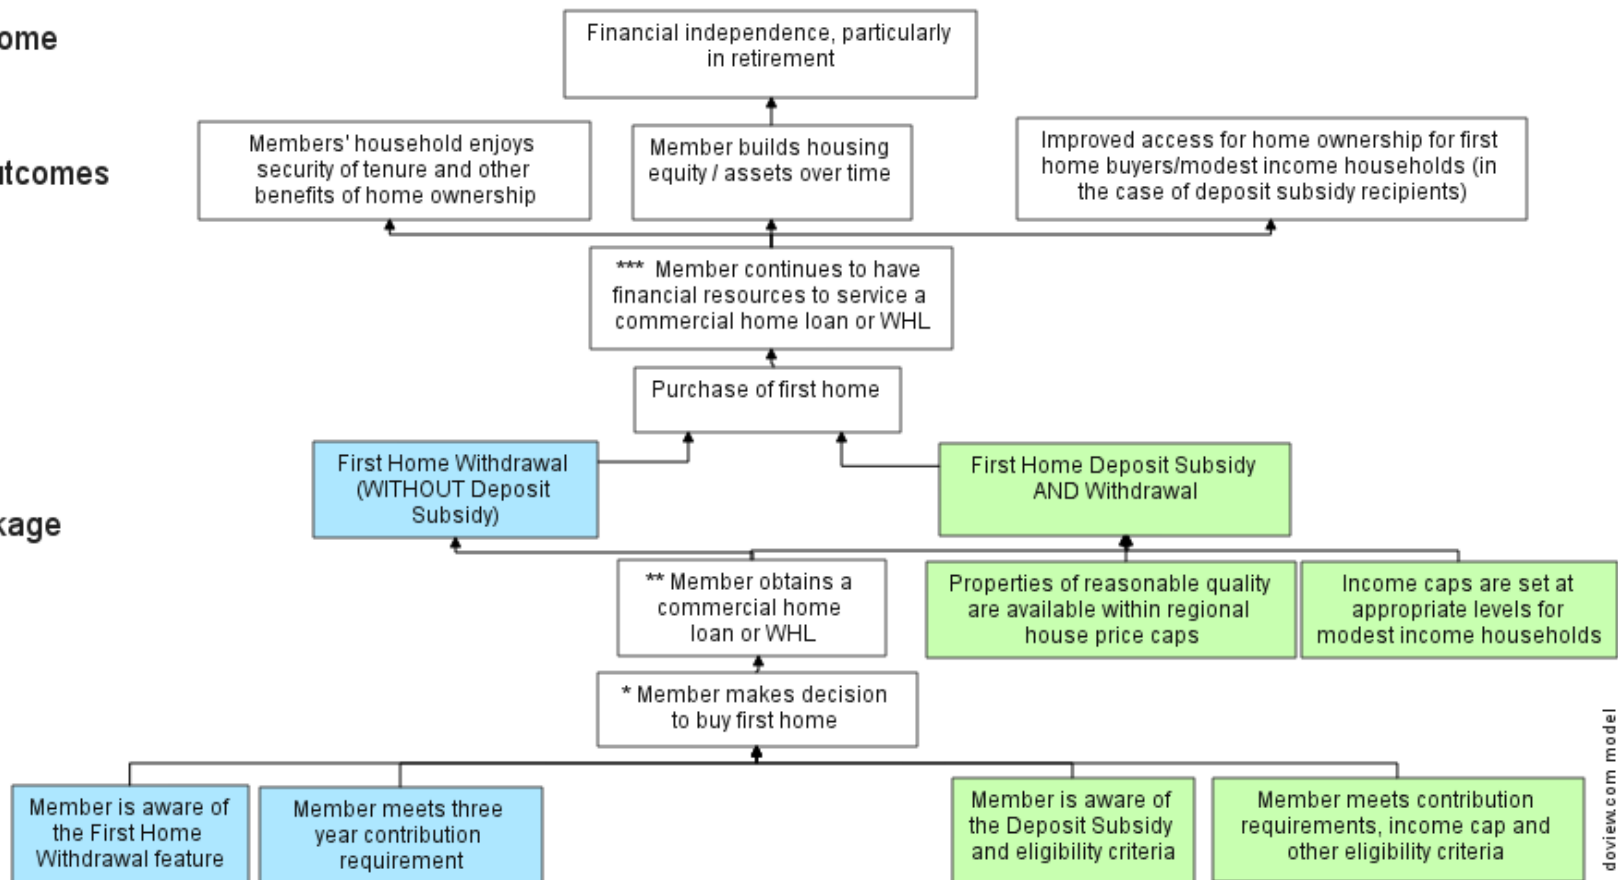 ome
Financial independence, particularly
in retirement
utcomes
Members' household enjoys
security of tenure and other
benefits of home ownership
Member builds housing
equity / assets over time
Improved access for home ownership for first
home buyers/modest income households (in
the case of deposit subsidy recipients)
*** Member continues to have
financial resources to service a
commercial home loan or WHL
Purchase of first home
kage
First Home Withdrawal
(WITHOUT Deposit
Subsidy)
First Home Deposit Subsidy
AND Withdrawal
** Member obtains a
commercial home
loan or WHL
Properties of reasonable quality
are available within regional
house price caps
Income caps are set at
appropriate levels for
modest income households
* Member makes decision
to buy first home
Member is aware of
the First Home
Withdrawal feature
Member meets three
year contribution
requirement
Member is aware of
the Deposit Subsidy
and eligibility criteria
Member meets contribution
requirements, income cap and
other eligibility criteria
doview.com model